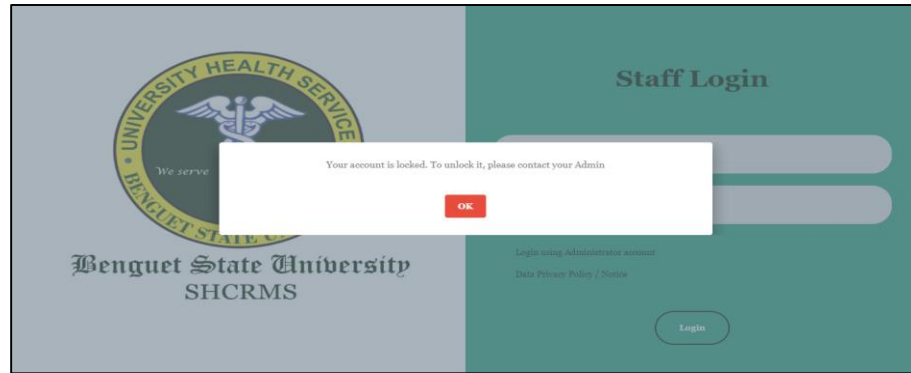 UNIVERSITY HEALTH SERVICE
We serve
BENGUET STATE
Benguet State University
SHCRMS
Staff Login
Your account is locked. To unlock it, please contact your Admin
OK
Login using Administrator account
Data Privacy Policy / Notice
Login